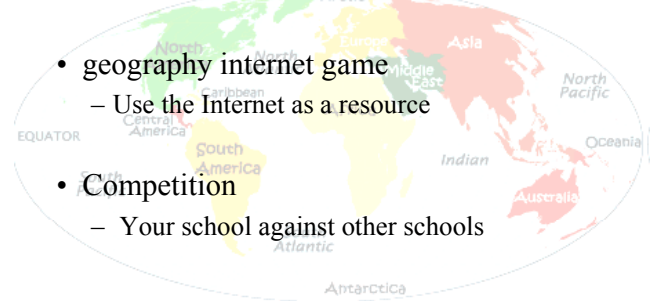 Arctic
North
Europe
Asia
• geography internet game
North
Middle
East
North
Pacific
– Use the Internet as a resource
Caribbean
Central
America
EQUATOR
Oceania
South
America
Indian
• Competition
South
Australia
– Your school against other schools
Atlantic
Antarctica